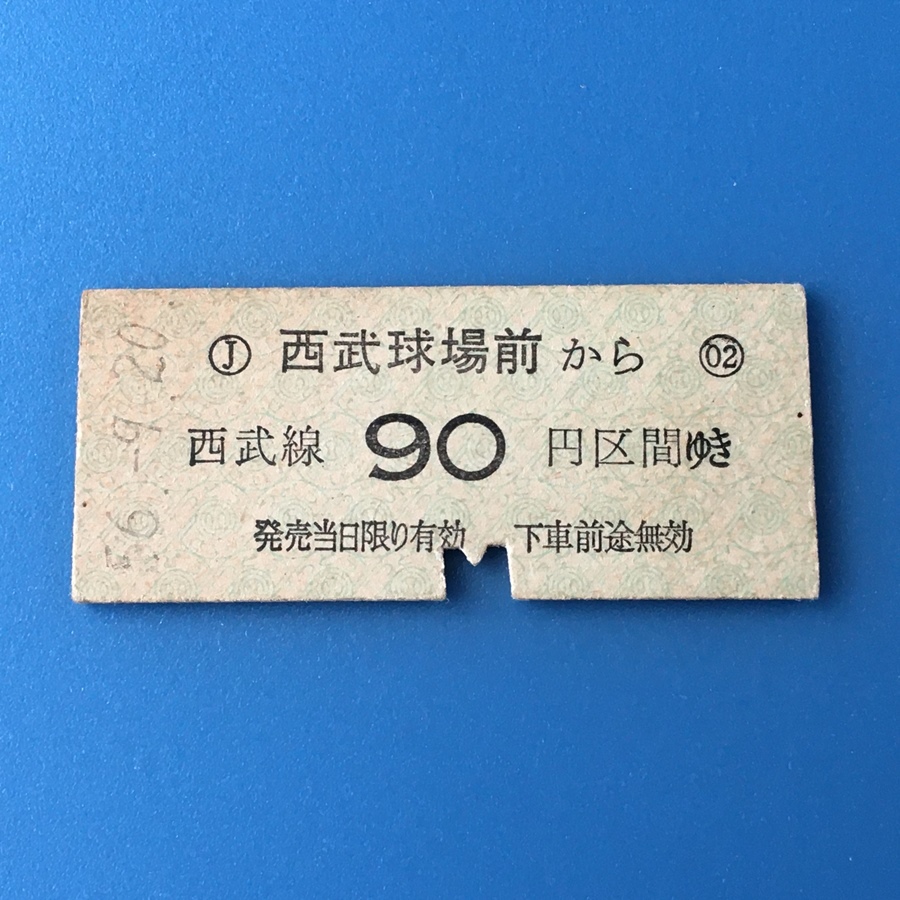 56.-9.20
Ⓙ 西武球場前 から ⓪②
西武線 90 円区間ゆき
発売当日限り有効 下車前途無効